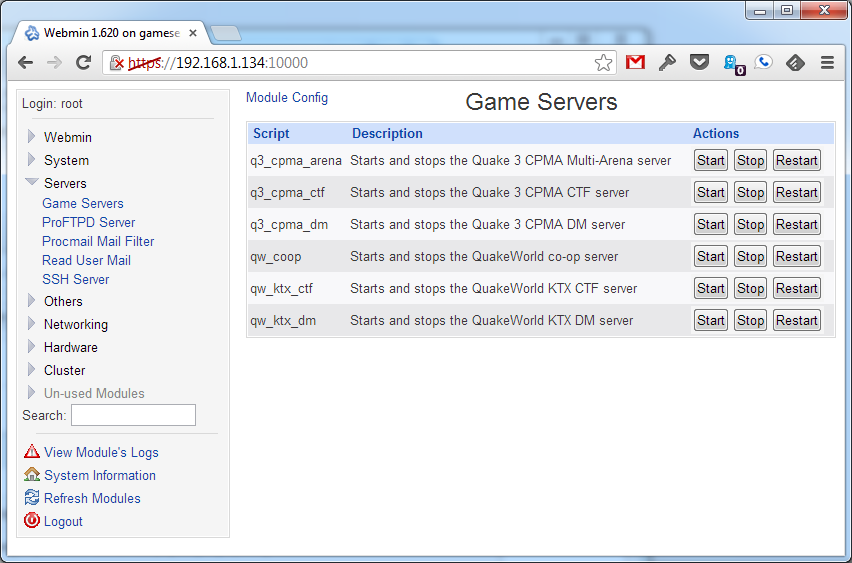 Webmin 1.620 on gamese
https://192.168.1.134:10000
0
Login: root
Webmin
System
Servers
Game Servers
ProFTPD Server
Procmail Mail Filter
Read User Mail
SSH Server
Others
Networking
Hardware
Cluster
Un-used Modules
Search:
View Module's Logs
System Information
Refresh Modules
Logout
Module Config
Game Servers
Script Description Actions
q3_cpma_arena Starts and stops the Quake 3 CPMA Multi-Arena server Start Stop Restart
q3_cpma_ctf Starts and stops the Quake 3 CPMA CTF server Start Stop Restart
q3_cpma_dm Starts and stops the Quake 3 CPMA DM server Start Stop Restart
qw_coop Starts and stops the QuakeWorld co-op server Start Stop Restart
qw_ktx_ctf Starts and stops the QuakeWorld KTX CTF server Start Stop Restart
qw_ktx_dm Starts and stops the QuakeWorld KTX DM server Start Stop Restart